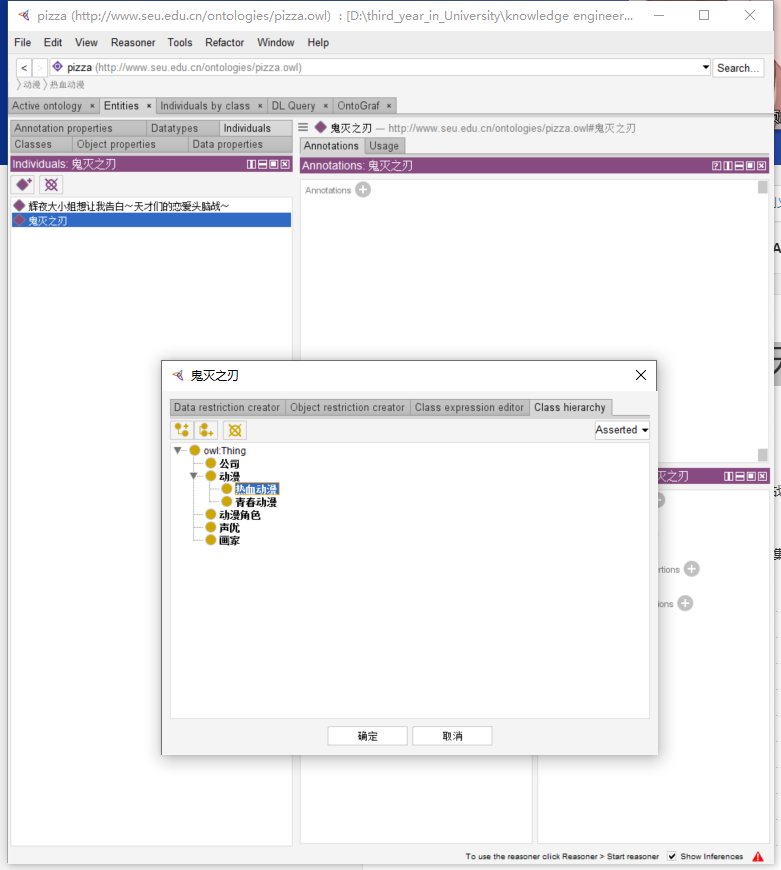 pizza (http://www.seu.edu.cn/ontologies/pizza.owl) : [D:\third_year_in_University\knowledge engineer...
File Edit View Reasoner Tools Refactor Window Help
< > pizza (http://www.seu.edu.cn/ontologies/pizza.owl) Search...
动漫 热血动漫
Active ontology × Entities × Individuals by class × DL Query × OntoGraf ×
Annotation properties Datatypes Individuals
Classes Object properties Data properties
鬼灭之刃 — http://www.seu.edu.cn/ontologies/pizza.owl#鬼灭之刃
Annotations Usage
Individuals: 鬼灭之刃
Annotations: 鬼灭之刃
Annotations
辉夜大小姐想让我告白～天才们的恋爱头脑战～
鬼灭之刃
鬼灭之刃
Data restriction creator Object restriction creator Class expression editor Class hierarchy
Asserted
owl:Thing
公司
动漫
热血动漫
青春动漫
动漫角色
声优
画家
确定 取消
灭之刃
rtions
ions
To use the reasoner click Reasoner > Start reasoner Show Inferences